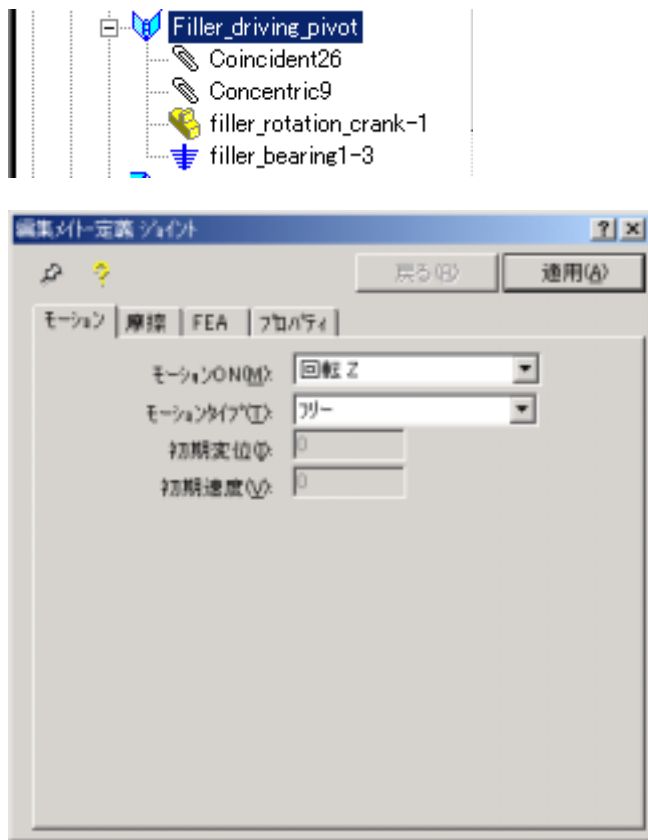 Filler_driving_pivot
Coincident26
Concentric9
filler_rotation_crank-1
filler_bearing1-3
編集メイト-定義 ジョイント
戻る(B) 適用(A)
モーション 摩擦 FEA プロパティ
モーションON(M): 回転 Z
モーションタイプ(T): フリー
初期変位(I): 0
初期速度(V): 0